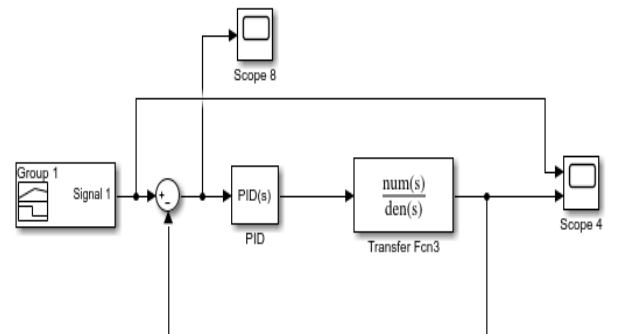 Scope 8
Group 1
Signal 1
+
-
PID(s)
PID
num(s)
den(s)
Transfer Fcn3
Scope 4